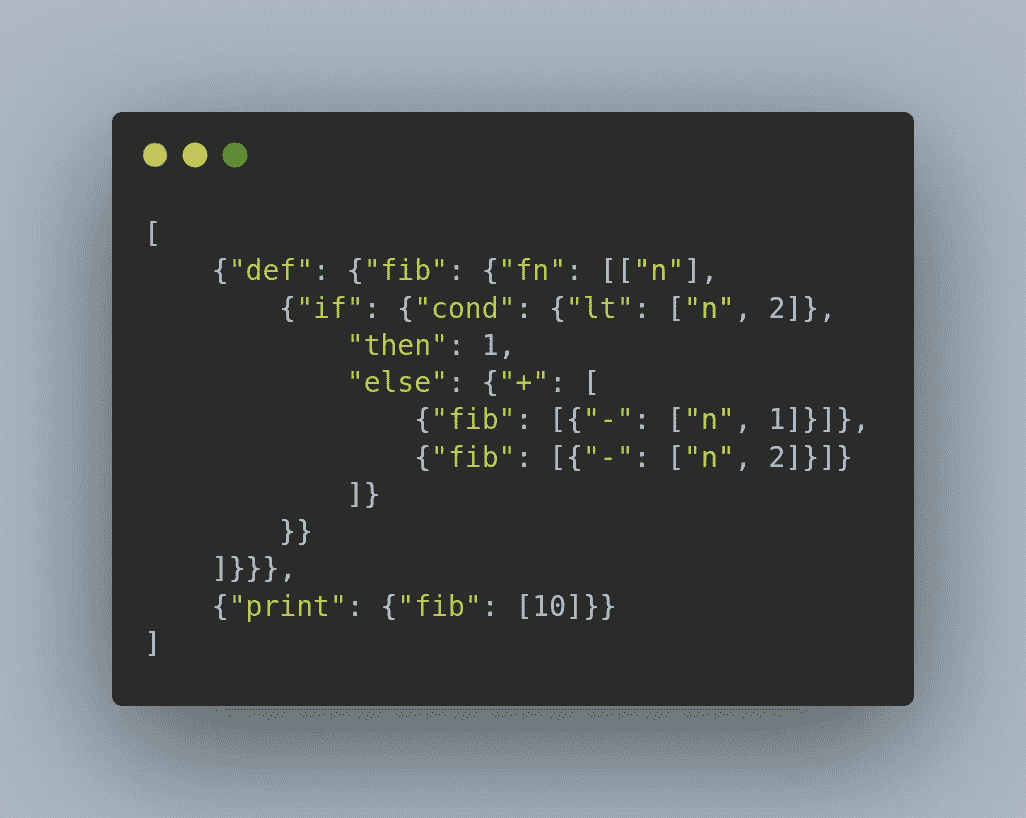 [
    {"def": {"fib": {"fn": [["n"],
        {"if": {"cond": {"lt": ["n", 2]},
            "then": 1,
            "else": {"+": [
                {"fib": [{"-": ["n", 1]}]},
                {"fib": [{"-": ["n", 2]}]}
            ]}
        }}
    ]}}},
    {"print": {"fib": [10]}}
]